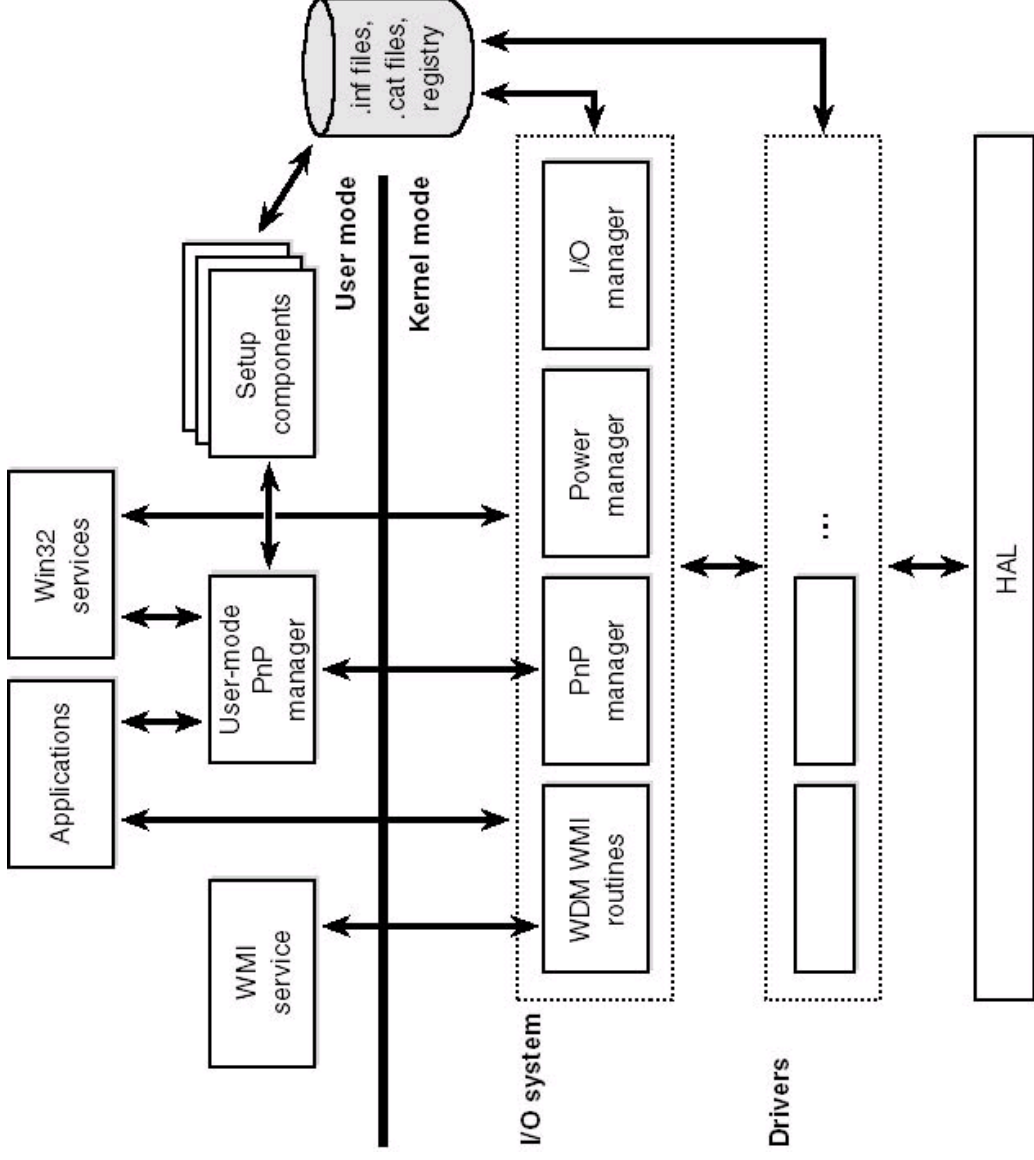 Applications
Win32
services
WMI
service
User-mode
PnP
manager
Setup
components
.inf files,
.cat files,
registry
User mode
Kernel mode
I/O system
WDM WMI
routines
PnP
manager
Power
manager
I/O
manager
Drivers
...
HAL